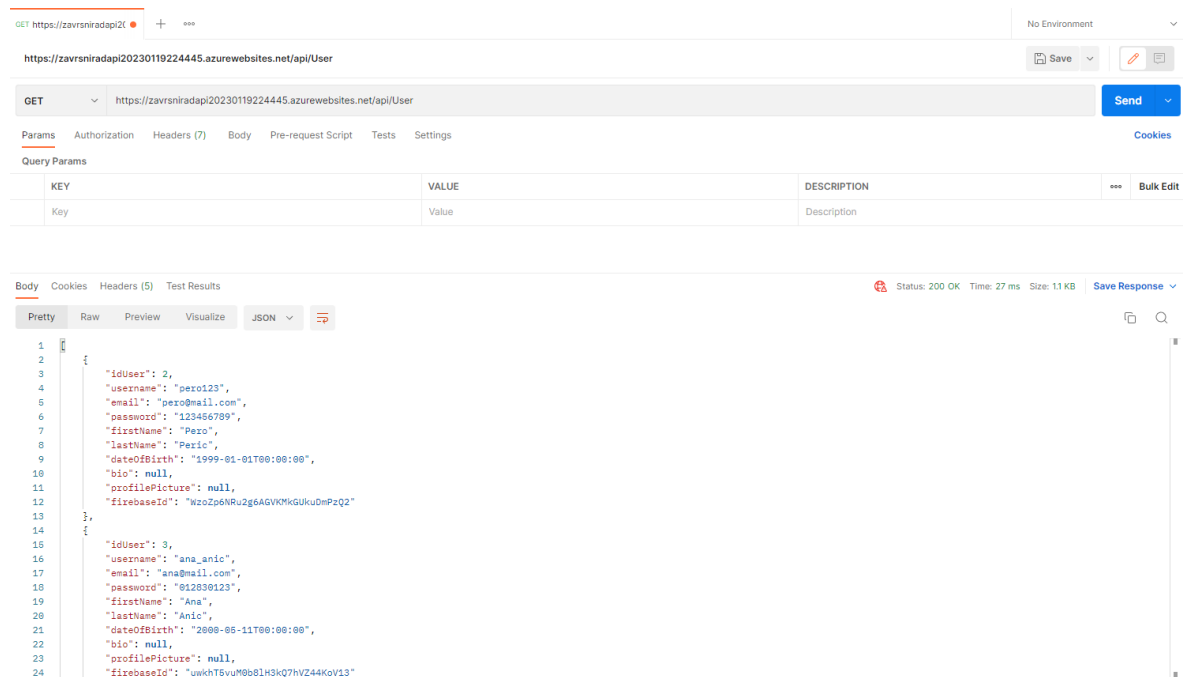 GET https://zavrsniradapi2(
No Environment
https://zavrsniradapi20230119224445.azurewebsites.net/api/User
Save
GET https://zavrsniradapi20230119224445.azurewebsites.net/api/User Send
Params Authorization Headers (7) Body Pre-request Script Tests Settings Cookies
Query Params
KEY VALUE DESCRIPTION Bulk Edit
Key Value Description
Body Cookies Headers (5) Test Results Status: 200 OK Time: 27 ms Size: 1.1 KB Save Response
Pretty Raw Preview Visualize JSON
1 [
2 {
3 "idUser": 2,
4 "username": "pero123",
5 "email": "pero@mail.com",
6 "password": "123456789",
7 "firstName": "Pero",
8 "lastName": "Peric",
9 "dateOfBirth": "1999-01-01T00:00:00",
10 "bio": null,
11 "profilePicture": null,
12 "firebaseId": "WzoZp6NRu2g6AGVKMkGUkuDmPzQ2"
13 },
14 {
15 "idUser": 3,
16 "username": "ana_anic",
17 "email": "ana@mail.com",
18 "password": "012830123",
19 "firstName": "Ana",
20 "lastName": "Anic",
21 "dateOfBirth": "2000-05-11T00:00:00",
22 "bio": null,
23 "profilePicture": null,
24 "firebaseId": "uwkhT5vuM0b8lH3kQ7hVZ44KoV13"